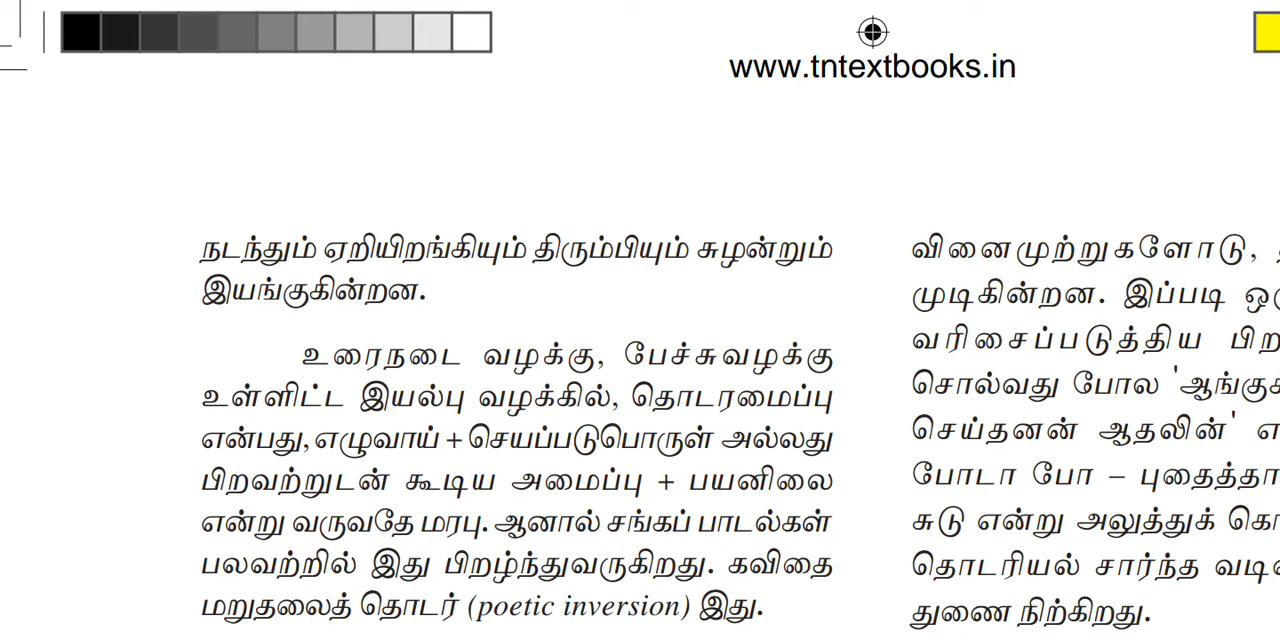 www.tntextbooks.in
நடந்தும் ஏறியிறங்கியும் திரும்பியும் சுழன்றும்
இயங்குகின்றன.
உரைநடை வழக்கு, பேச்சுவழக்கு
உள்ளிட்ட இயல்பு வழக்கில், தொடரமைப்பு
என்பது, எழுவாய் + செயப்படுபொருள் அல்லது
பிறவற்றுடன் கூடிய அமைப்பு + பயனிலை
என்று வருவதே மரபு. ஆனால் சங்கப் பாடல்கள்
பலவற்றில் இது பிறழ்ந்துவருகிறது. கவிதை
மறுதலைத் தொடர் (poetic inversion) இது.
வினைமுற்றுகளோடு,
முடிகின்றன. இப்படி
வரிசைப்படுத்திய
சொல்வது போல
செய்தனன் ஆதலின்'
போடா போ –
சுடு என்று அலுத்துக்
தொடரியல் சார்ந்த
துணை நிற்கிறது.